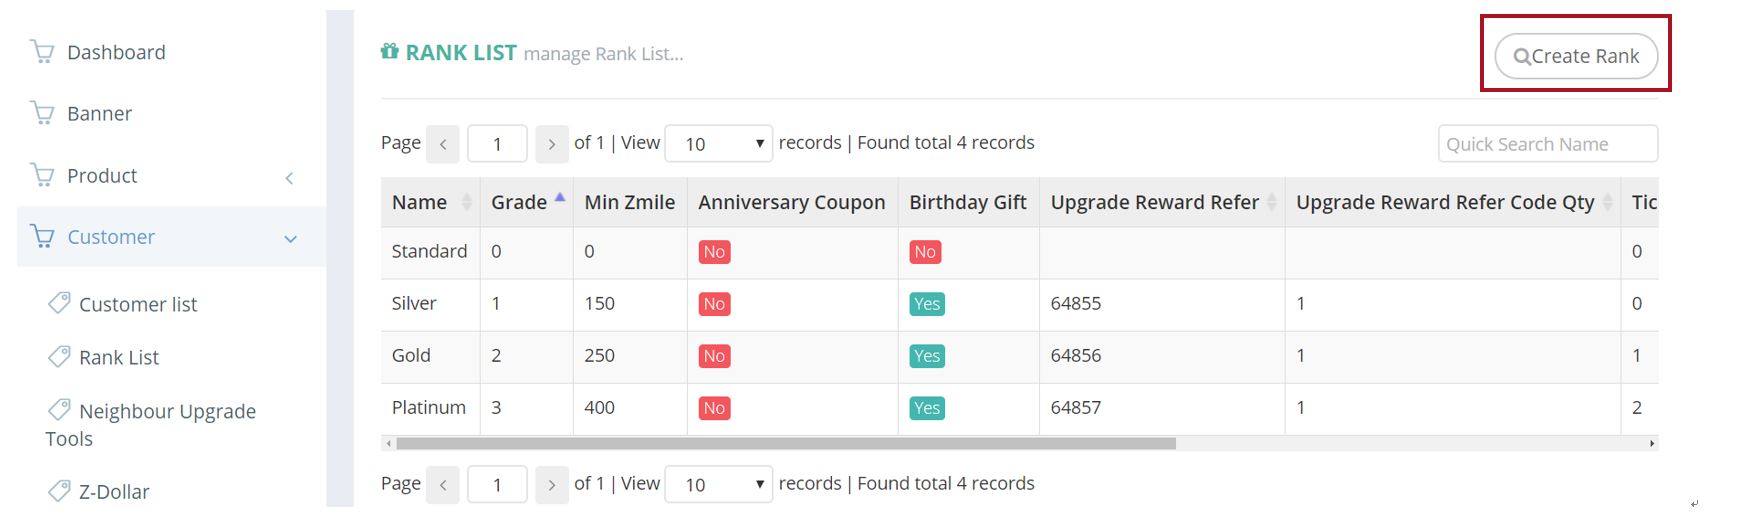 Dashboard
Banner
Product
Customer
Customer list
Rank List
Neighbour Upgrade
Tools
Z-Dollar
RANK LIST manage Rank List...
Create Rank
Page 1 of 1 | View 10 records | Found total 4 records
Quick Search Name
Name Grade Min Zmile Anniversary Coupon Birthday Gift Upgrade Reward Refer Upgrade Reward Refer Code Qty Tic
Standard 0 0 No No 0
Silver 1 150 No Yes 64855 1 0
Gold 2 250 No Yes 64856 1 1
Platinum 3 400 No Yes 64857 1 2
Page 1 of 1 | View 10 records | Found total 4 records